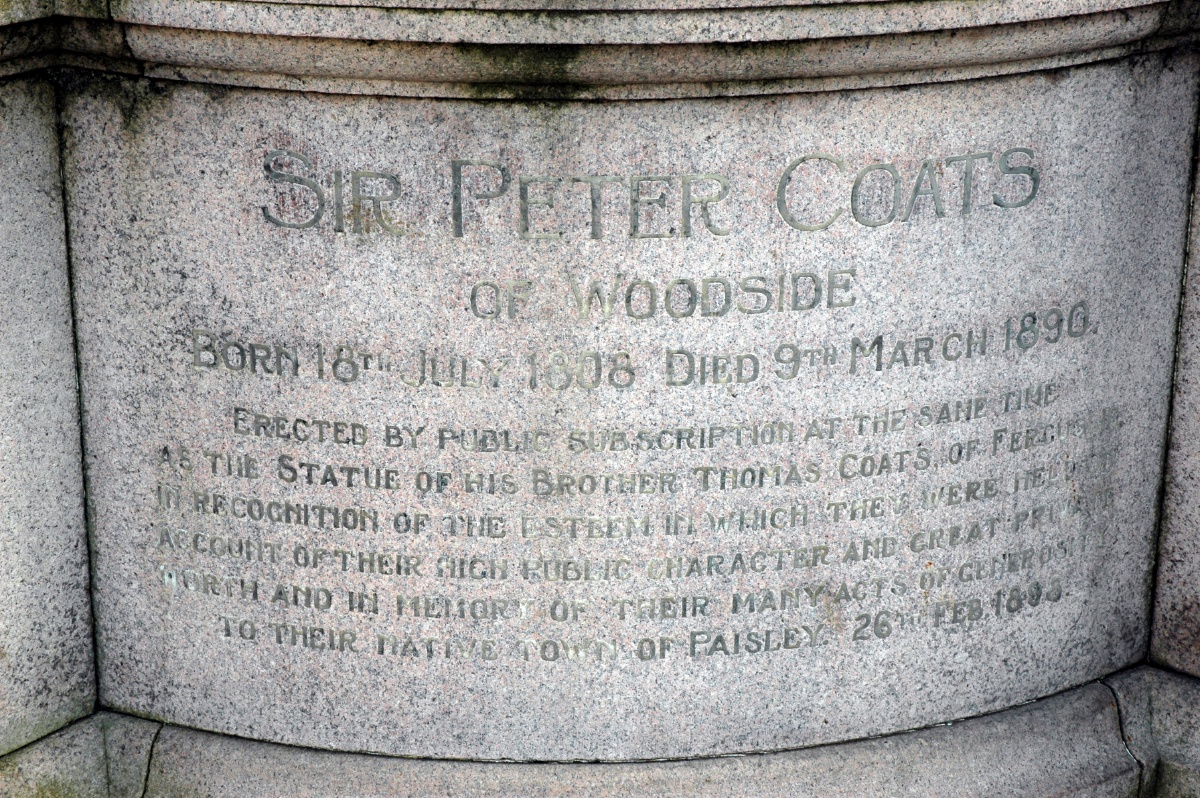 SIR PETER COATS
OF WOODSIDE
BORN 18TH JULY 1808 DIED 9TH MARCH 1890.
ERECTED BY PUBLIC SUBSCRIPTION AT THE SAME TIME
AS THE STATUE OF HIS BROTHER THOMAS COATS, OF FERGUSLIE,
IN RECOGNITION OF THE ESTEEM IN WHICH THEY WERE HELD ON
ACCOUNT OF THEIR HIGH PUBLIC CHARACTER AND GREAT PRIVATE
WORTH AND IN MEMORY OF THEIR MANY ACTS OF GENEROSITY
TO THEIR NATIVE TOWN OF PAISLEY 26TH FEB.